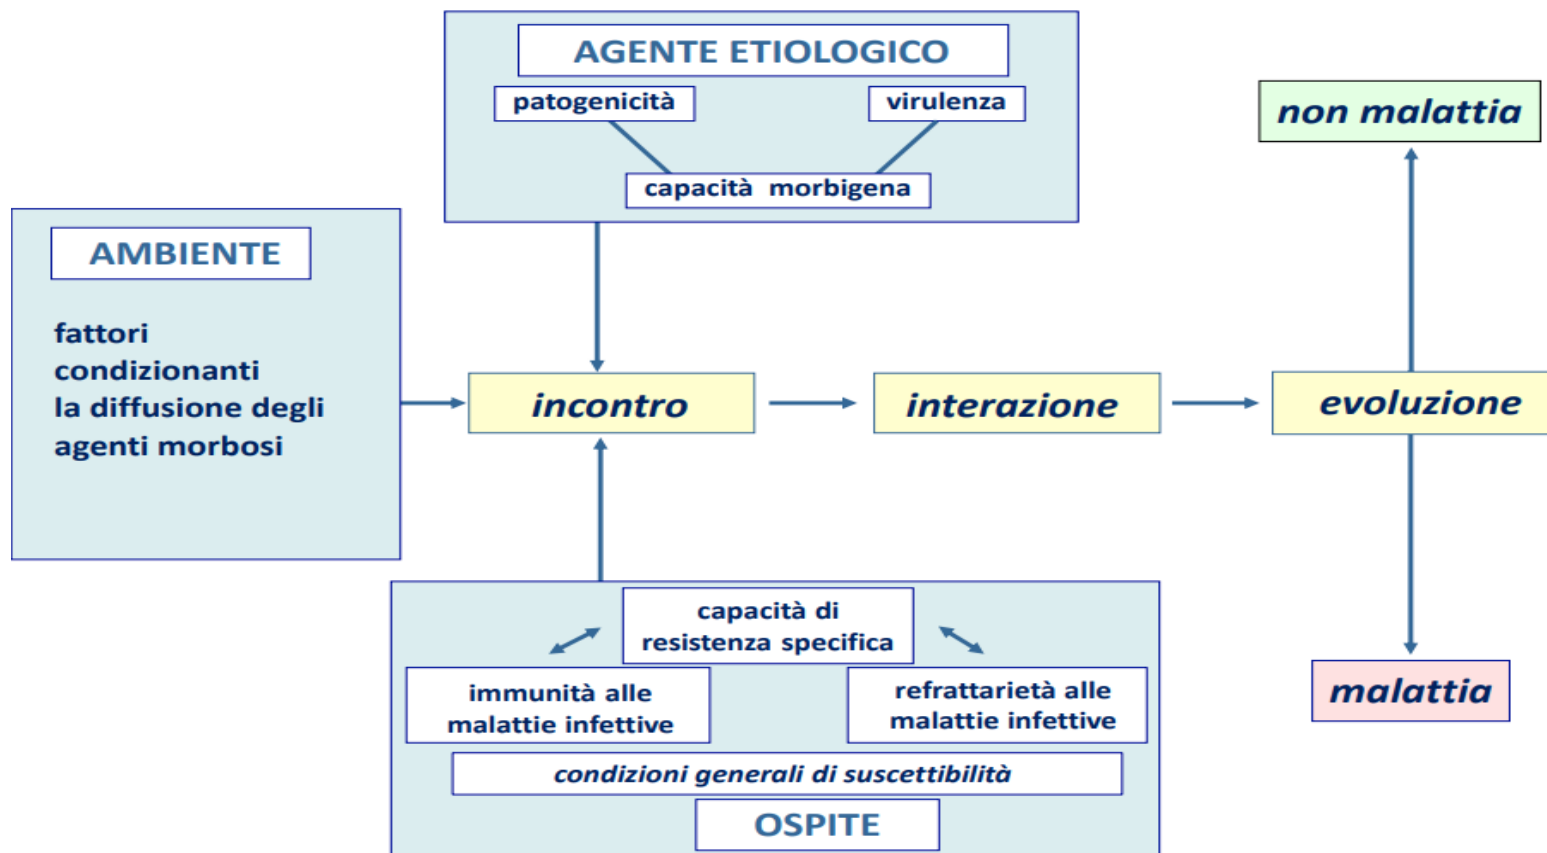 AGENTE ETIOLOGICO
patogenicità
virulenza
capacità morbigena
non malattia
AMBIENTE
fattori
condizionanti
la diffusione degli
agenti morbosi
incontro
interazione
evoluzione
capacità di
resistenza specifica
immunità alle
malattie infettive
refrattarietà alle
malattie infettive
malattia
condizioni generali di suscettibilità
OSPITE